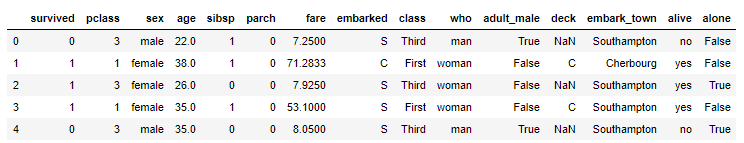 survived pclass sex age sibsp parch fare embarked class who adult_male deck embark_town alive alone
0 0 3 male 22.0 1 0 7.2500 S Third man True NaN Southampton no False
1 1 1 female 38.0 1 0 71.2833 C First woman False C Cherbourg yes False
2 1 3 female 26.0 0 0 7.9250 S Third woman False NaN Southampton yes True
3 1 1 female 35.0 1 0 53.1000 S First woman False C Southampton yes False
4 0 3 male 35.0 0 0 8.0500 S Third man True NaN Southampton no True